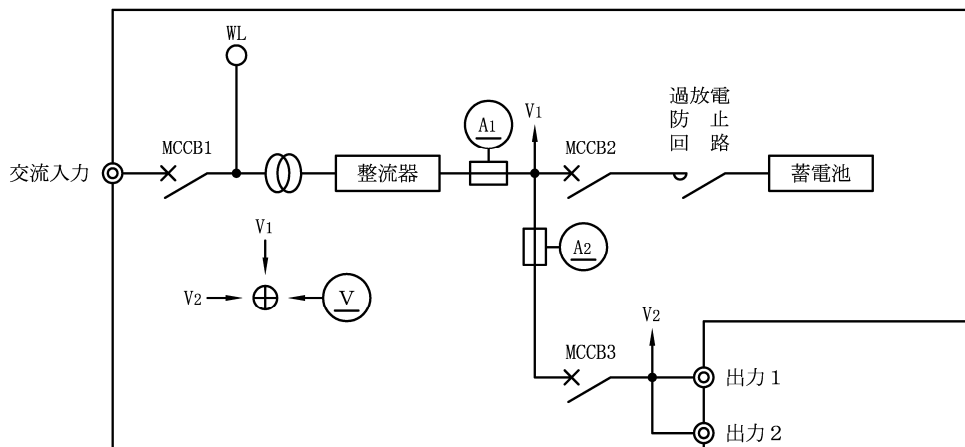 WL
MCCB1
交流入力
整流器
A1
V1
MCCB2
過放電
防止
回路
蓄電池
A2
V1
V2
V
MCCB3
V2
出力1
出力2